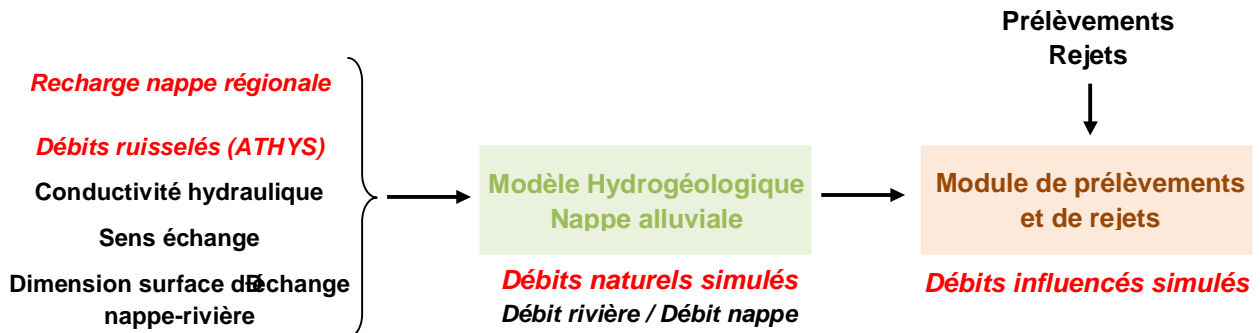 Prélèvements
Rejets
Recharge nappe régionale
Débits ruisselés (ATHYS)
Conductivité hydraulique
Sens échange
Dimension surface d'échange
nappe-rivière
Modèle Hydrogéologique
Nappe alluviale
Débits naturels simulés
Débit rivière / Débit nappe
Module de prélèvements
et de rejets
Débits influencés simulés